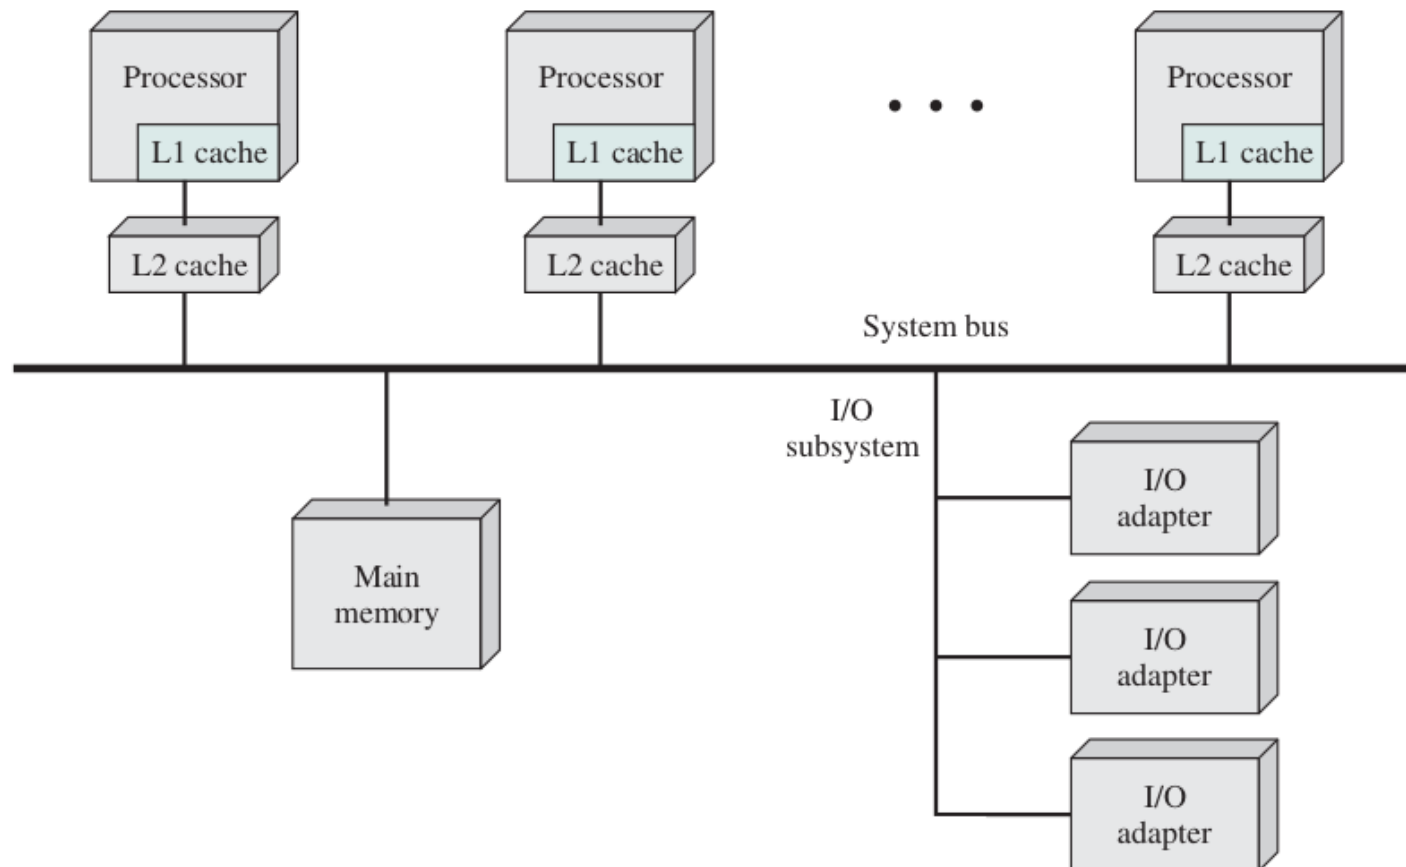 Processor
Processor
Processor
L1 cache
L1 cache
L1 cache
L2 cache
L2 cache
L2 cache
System bus
I/O
subsystem
I/O
adapter
Main
memory
I/O
adapter
I/O
adapter